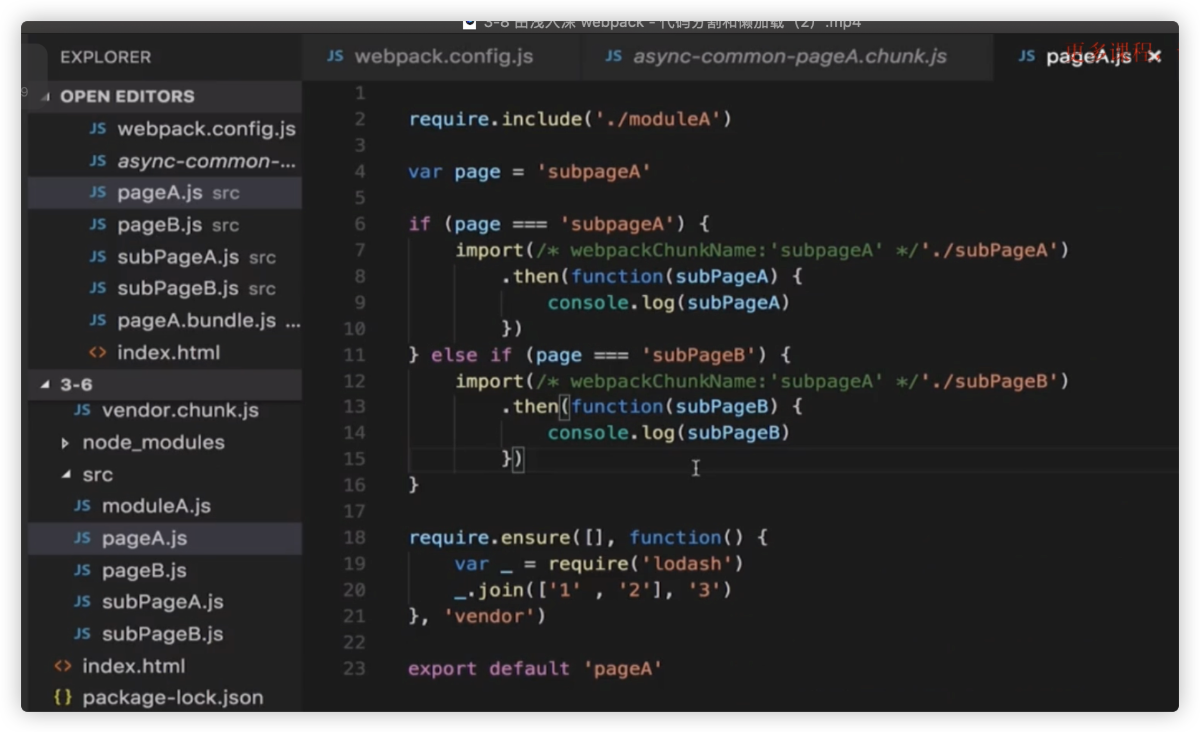 3-8 由浅入深 webpack - 代码分割和懒加载（2）.mp4
EXPLORER
JS webpack.config.js
JS async-common-pageA.chunk.js
JS pageA.js
更多课程
9
OPEN EDITORS
JS webpack.config.js
JS async-common-...
JS pageA.js src
JS pageB.js src
JS subPageA.js src
JS subPageB.js src
JS pageA.bundle.js ...
<> index.html
3-6
JS vendor.chunk.js
node_modules
src
JS moduleA.js
JS pageA.js
JS pageB.js
JS subPageA.js
JS subPageB.js
<> index.html
{} package-lock.json
1
2 require.include('./moduleA')
3
4 var page = 'subpageA'
5
6 if (page === 'subpageA') {
7 import(/* webpackChunkName:'subpageA' */'./subPageA')
8 .then(function(subPageA) {
9 console.log(subPageA)
10 })
11 } else if (page === 'subPageB') {
12 import(/* webpackChunkName:'subpageA' */'./subPageB')
13 .then(function(subPageB) {
14 console.log(subPageB)
15 })
16 }
17
18 require.ensure([], function() {
19 var _ = require('lodash')
20 _.join(['1' , '2'], '3')
21 }, 'vendor')
22
23 export default 'pageA'